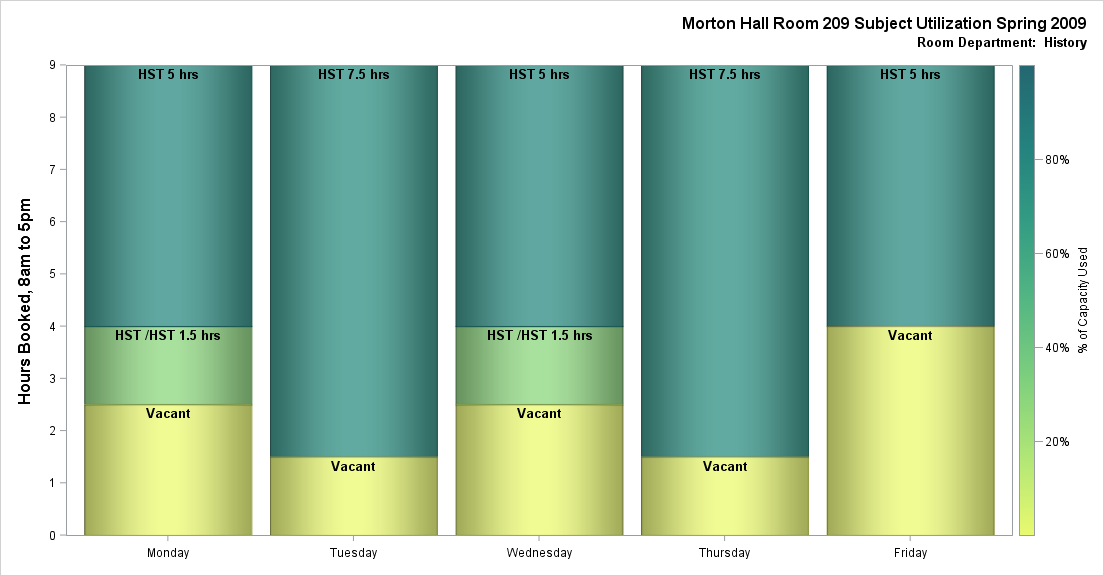 Morton Hall Room 209 Subject Utilization Spring 2009
Room Department: History
Hours Booked, 8am to 5pm
9
8
7
6
5
4
3
2
1
0
HST 5 hrs
HST /HST 1.5 hrs
Vacant
HST 7.5 hrs
Vacant
HST 5 hrs
HST /HST 1.5 hrs
Vacant
HST 7.5 hrs
Vacant
HST 5 hrs
Vacant
Monday
Tuesday
Wednesday
Thursday
Friday
80%
60%
40%
20%
% of Capacity Used